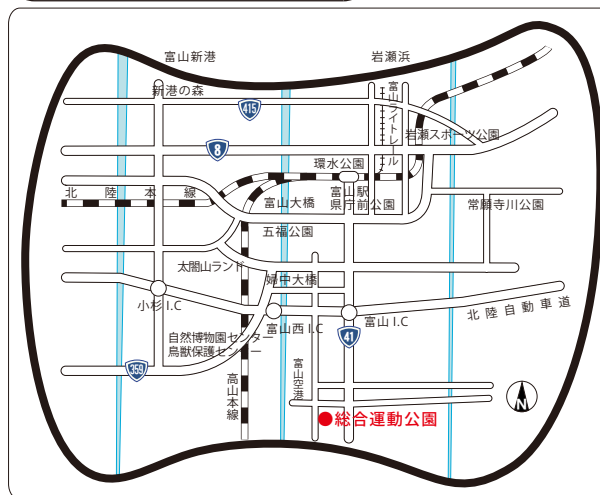 富山新港
岩瀬浜
新港の森
415
富山ライトレール
岩瀬スポーツ公園
8
環水公園
北陸本線
富山駅
県庁前公園
富山大橋
常願寺川公園
五福公園
太閤山ランド
婦中大橋
小杉 I.C
富山西 I.C
富山 I.C
北陸自動車道
自然博物園センター
鳥獣保護センター
41
359
高山本線
富山空港
N
総合運動公園